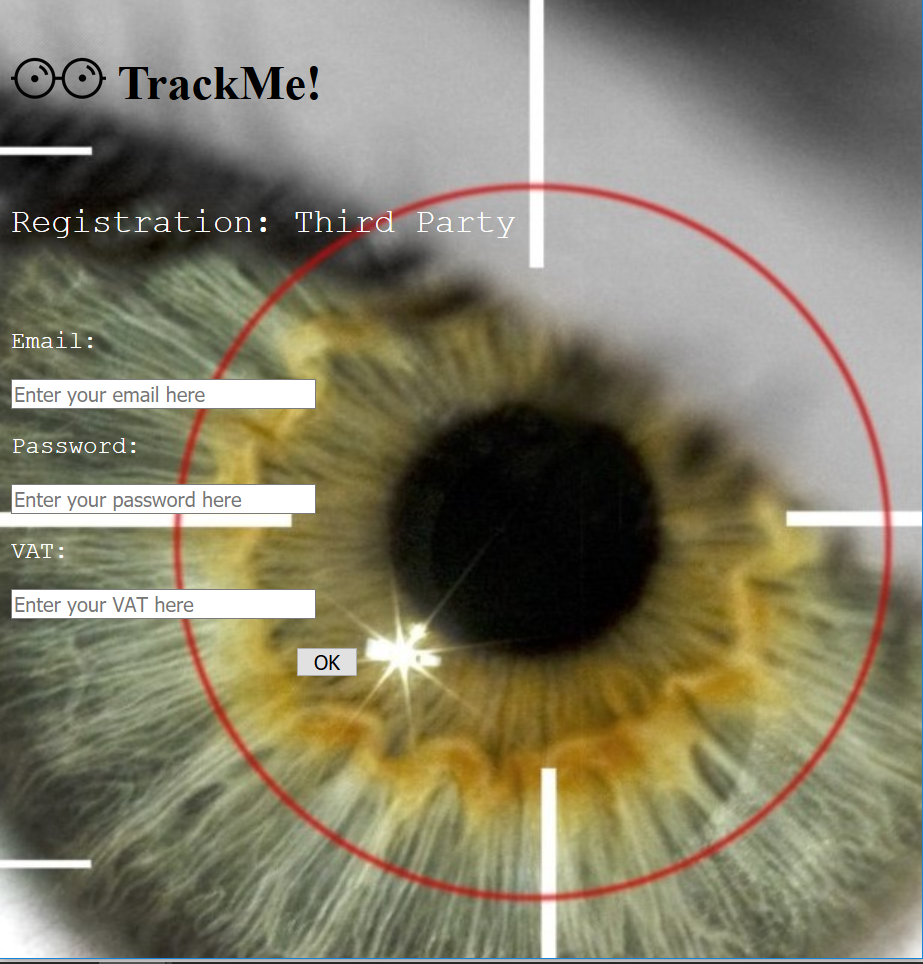 TrackMe!
Registration: Third Party
Email:
Enter your email here
Password:
Enter your password here
VAT:
Enter your VAT here
OK